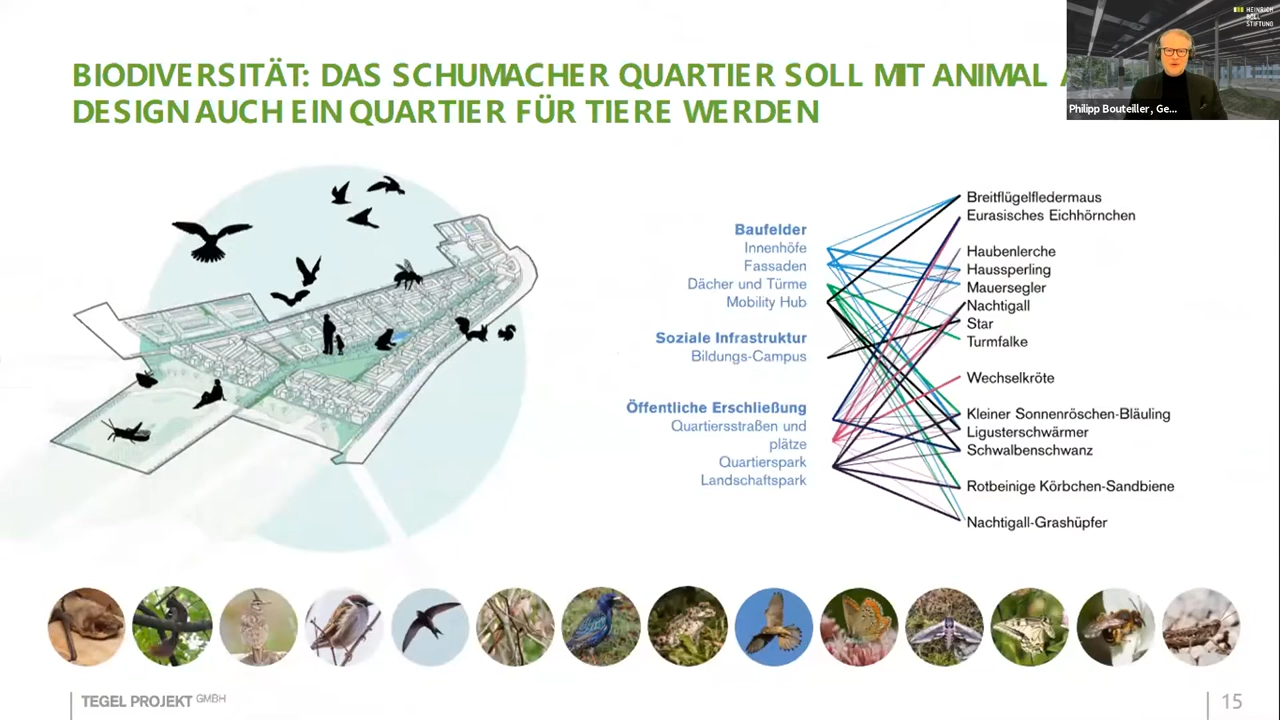 BIODIVERSITÄT: DAS SCHUMACHER QUARTIER SOLL MIT ANIMAL
DESIGN AUCH EIN QUARTIER FÜR TIERE WERDEN
HEINRICH
BÖLL
STIFTUNG
Philipp Bouteiller, Ge...
Baufelder
Innenhöfe
Fassaden
Dächer und Türme
Mobility Hub
Soziale Infrastruktur
Bildungs-Campus
Öffentliche Erschließung
Quartiersstraßen und
plätze
Quartierspark
Landschaftspark
Breitflügelfledermaus
Eurasisches Eichhörnchen
Haubenlerche
Haussperling
Mauersegler
Nachtigall
Star
Turmfalke
Wechselkröte
Kleiner Sonnenröschen-Bläuling
Ligusterschwärmer
Schwalbenschwanz
Rotbeinige Körbchen-Sandbiene
Nachtigall-Grashüpfer
TEGEL PROJEKT GMBH
15